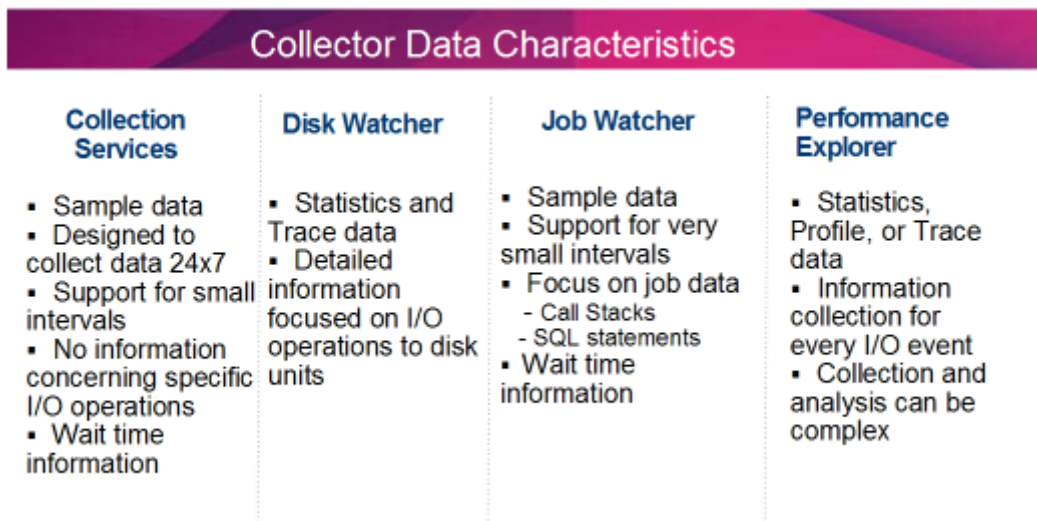 Collector Data Characteristics
Collection
Services
▪ Sample data
▪ Designed to
collect data 24x7
▪ Support for small
intervals
▪ No information
concerning specific
I/O operations
▪ Wait time
information
Disk Watcher
▪ Statistics and
Trace data
▪ Detailed
information
focused on I/O
operations to disk
units
Job Watcher
▪ Sample data
▪ Support for very
small intervals
▪ Focus on job data
- Call Stacks
- SQL statements
▪ Wait time
information
Performance
Explorer
▪ Statistics,
Profile, or Trace
data
▪ Information
collection for
every I/O event
▪ Collection and
analysis can be
complex